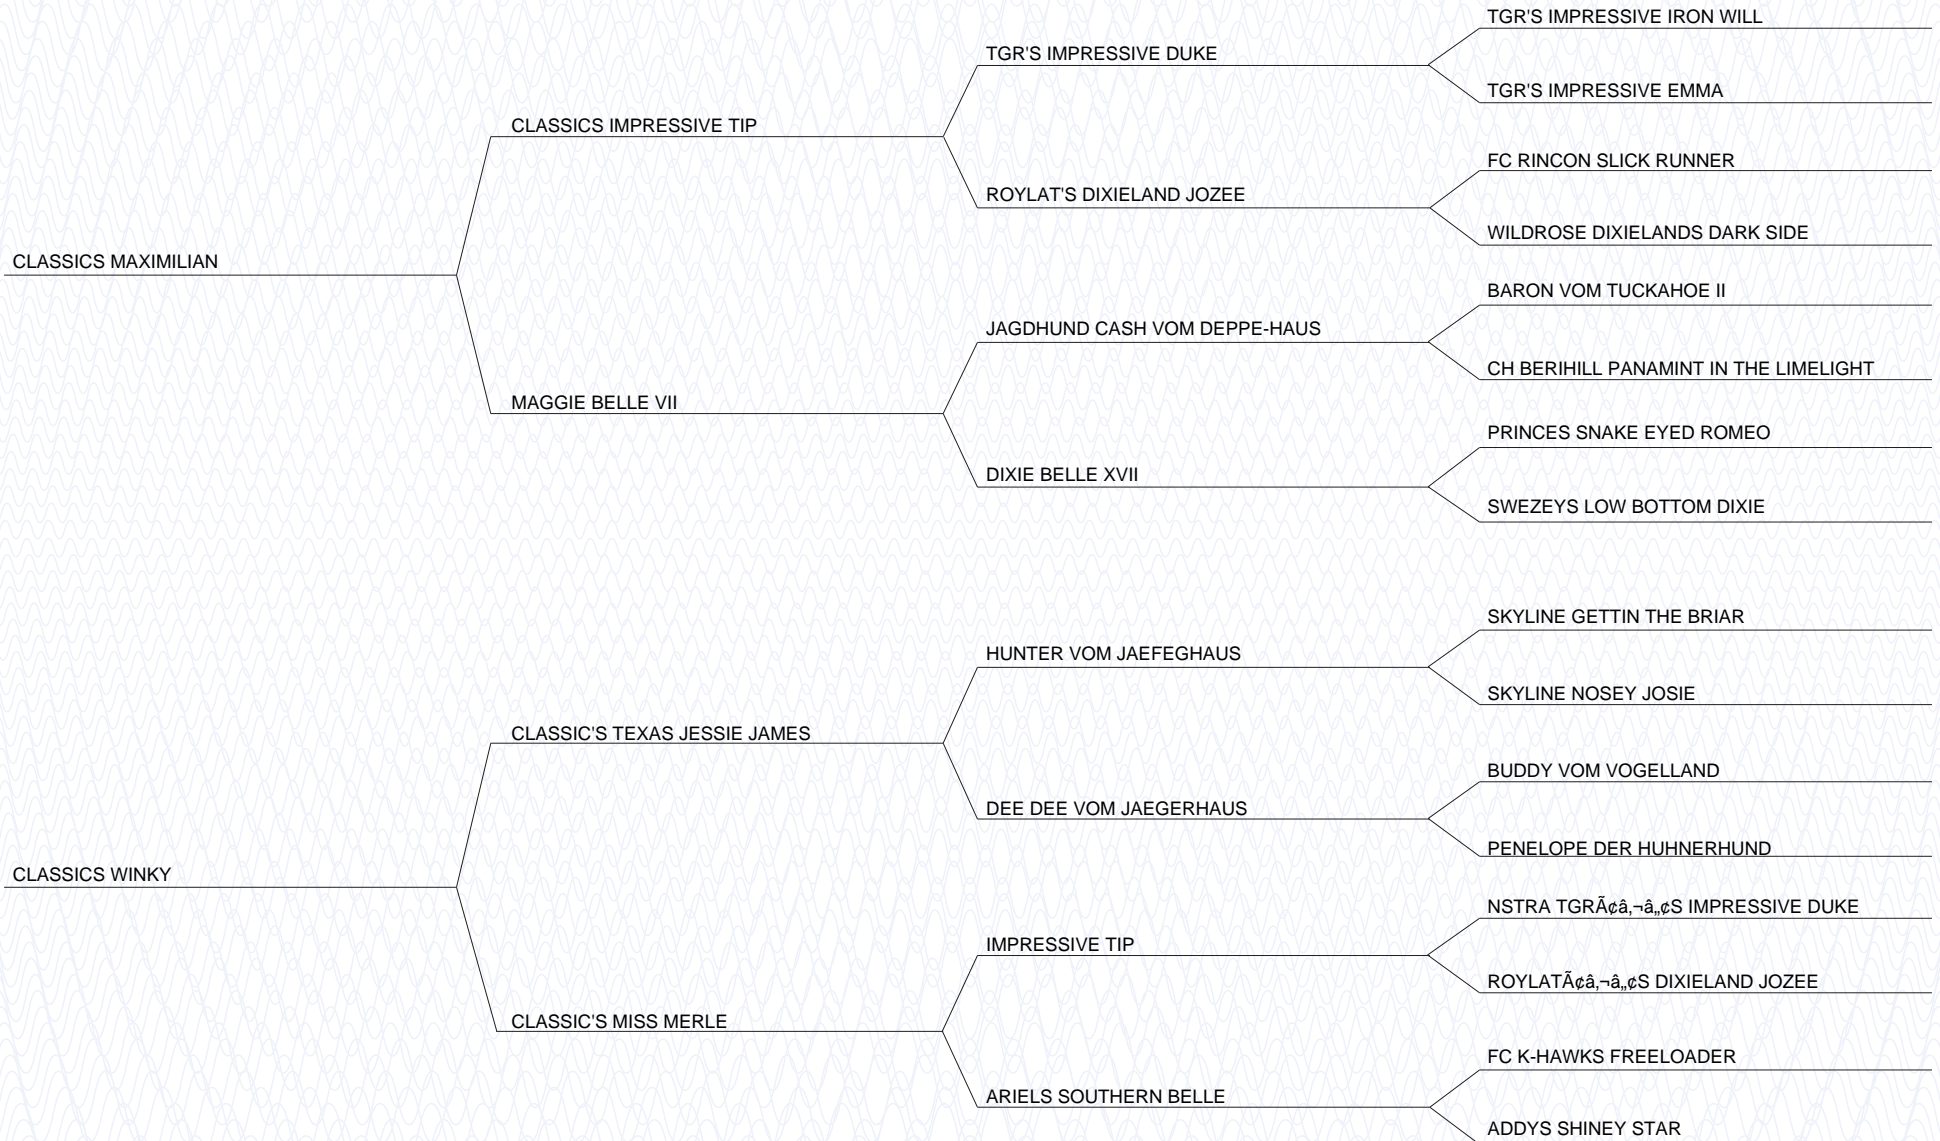 TGR'S IMPRESSIVE IRON WILL
TGR'S IMPRESSIVE DUKE
TGR'S IMPRESSIVE EMMA
CLASSICS IMPRESSIVE TIP
FC RINCON SLICK RUNNER
ROYLAT'S DIXIELAND JOZEE
WILDROSE DIXIELANDS DARK SIDE
CLASSICS MAXIMILIAN
BARON VOM TUCKAHOE II
JAGDHUND CASH VOM DEPPE-HAUS
CH BERIHILL PANAMINT IN THE LIMELIGHT
MAGGIE BELLE VII
PRINCES SNAKE EYED ROMEO
DIXIE BELLE XVII
SWEZEYS LOW BOTTOM DIXIE
SKYLINE GETTIN THE BRIAR
HUNTER VOM JAEFEGHAUS
SKYLINE NOSEY JOSIE
CLASSIC'S TEXAS JESSIE JAMES
BUDDY VOM VOGELLAND
DEE DEE VOM JAEGERHAUS
PENELOPE DER HUHNERHUND
CLASSICS WINKY
NSTRA TGRÃ¢â‚¬â„¢S IMPRESSIVE DUKE
IMPRESSIVE TIP
ROYLATÃ¢â‚¬â„¢S DIXIELAND JOZEE
CLASSIC'S MISS MERLE
FC K-HAWKS FREELOADER
ARIELS SOUTHERN BELLE
ADDYS SHINEY STAR